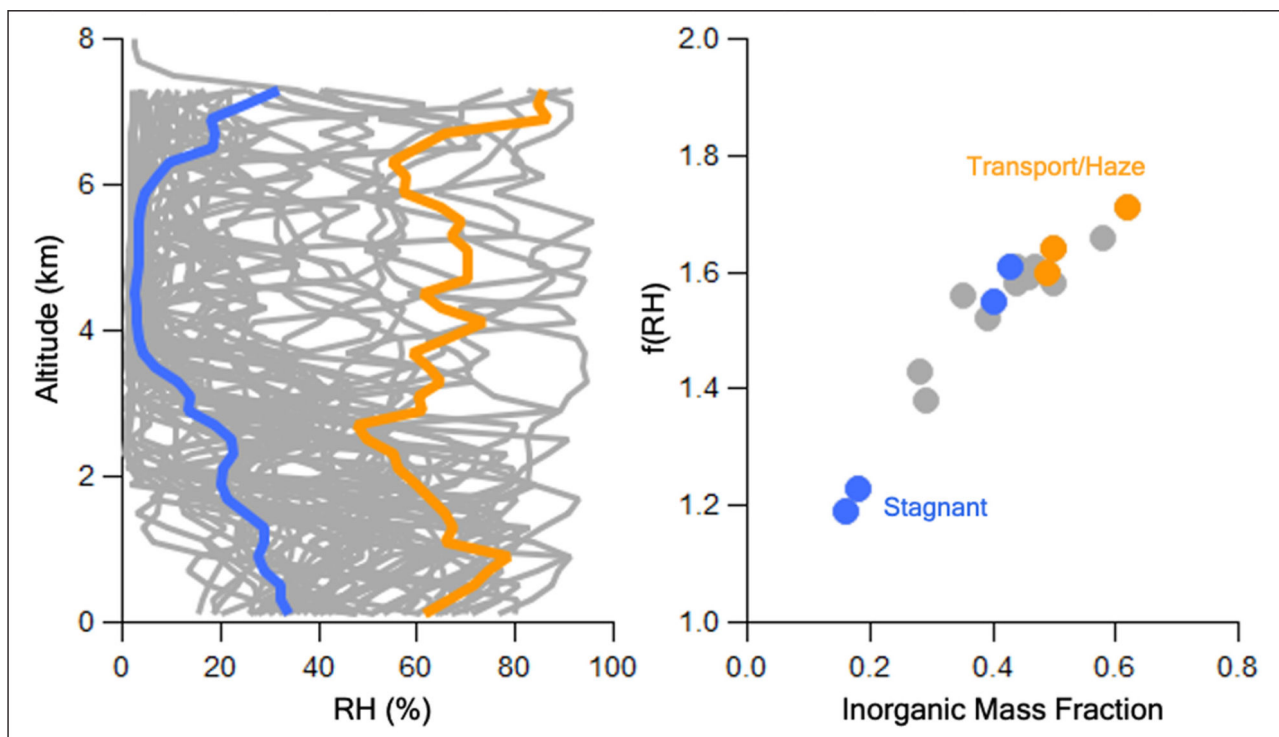 8
6
4
2
0
Altitude (km)
0 20 40 60 80 100
RH (%)
2.0
1.8
1.6
1.4
1.2
1.0
f(RH)
Transport/Haze
Stagnant
0.0 0.2 0.4 0.6 0.8
Inorganic Mass Fraction